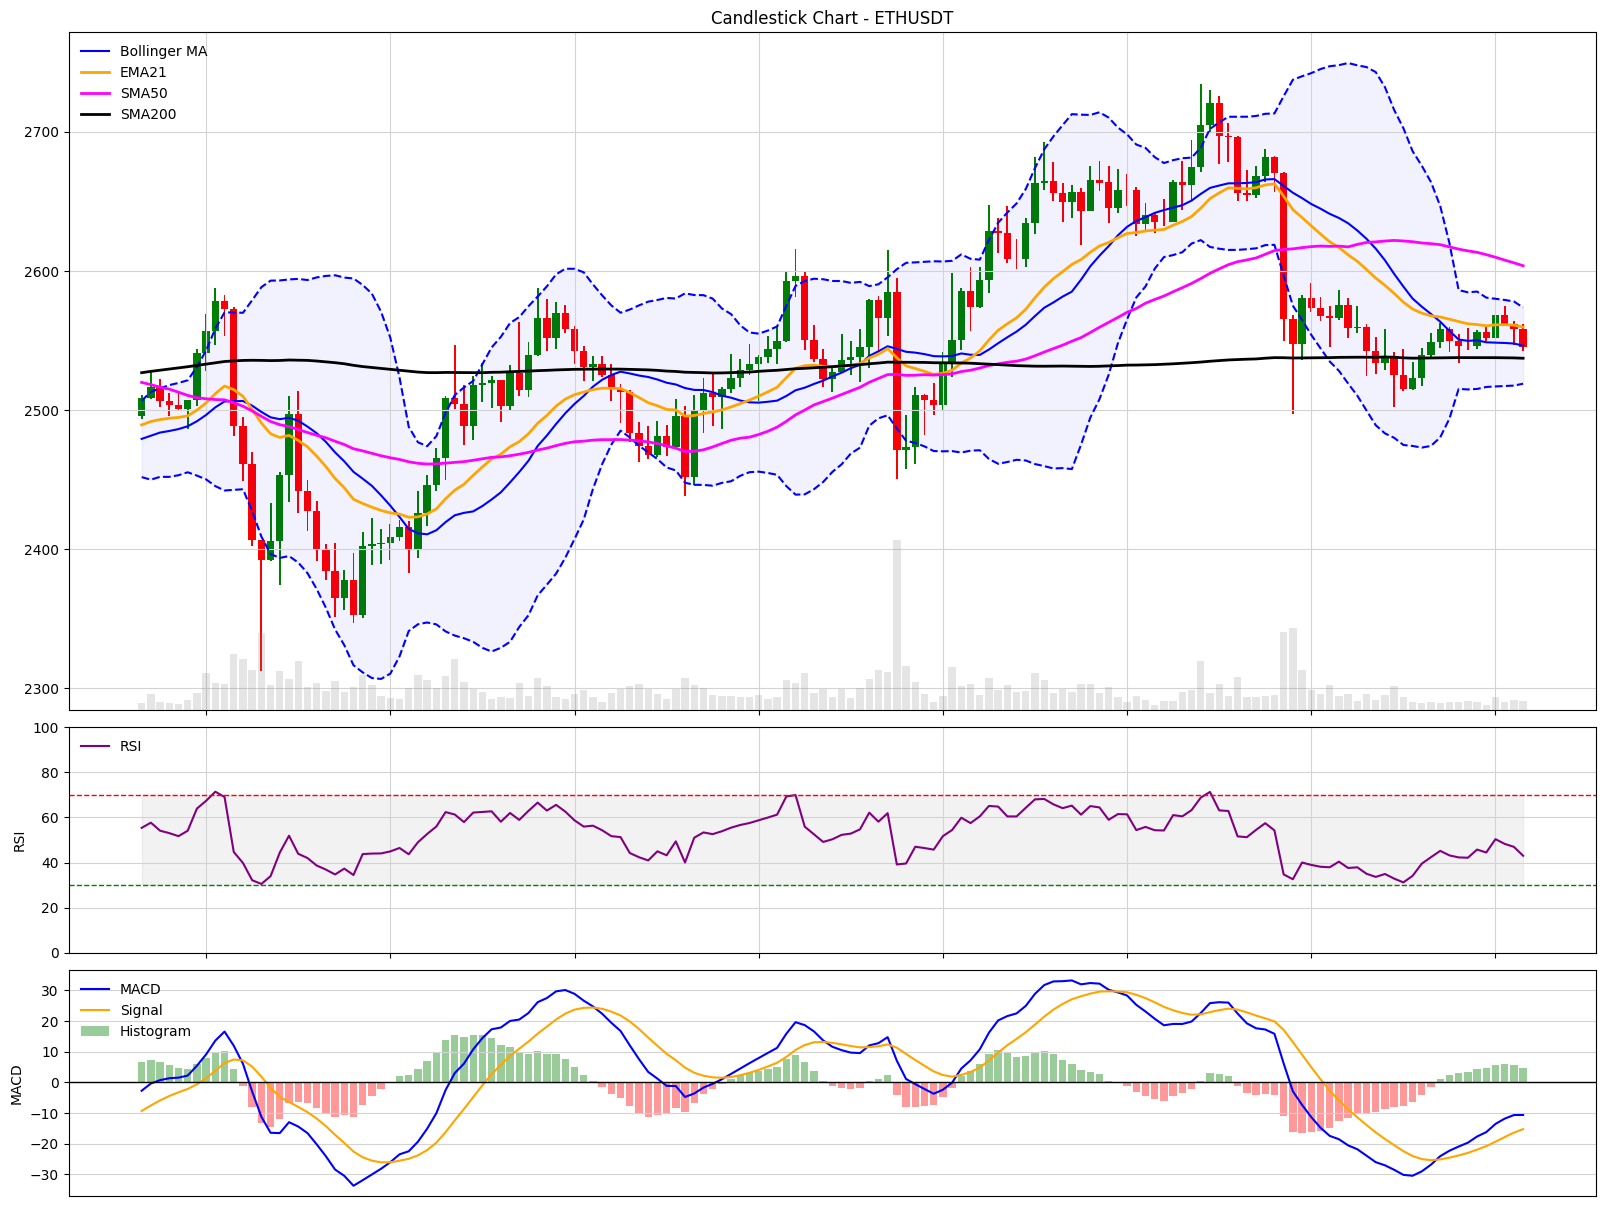 Candlestick Chart - ETHUSDT
Bollinger MA
EMA21
SMA50
SMA200
2700
2600
2500
2400
2300
RSI
100
80
60
40
20
0
RSI
MACD
Signal
Histogram
30
20
10
0
−10
−20
−30
MACD